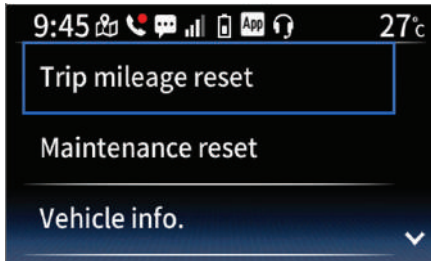 9:45 App 27°c
Trip mileage reset
Maintenance reset
Vehicle info.